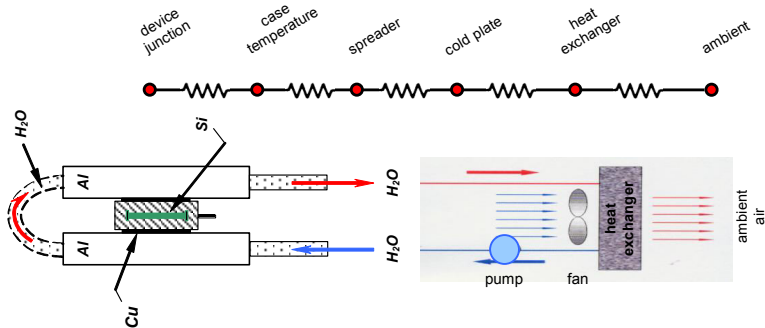 device
junction
case
temperature
spreader
cold plate
heat
exchanger
ambient
H₂O
Al
Si
H₂O
Al
H₂O
Cu
heat
exchanger
pump
fan
ambient
air